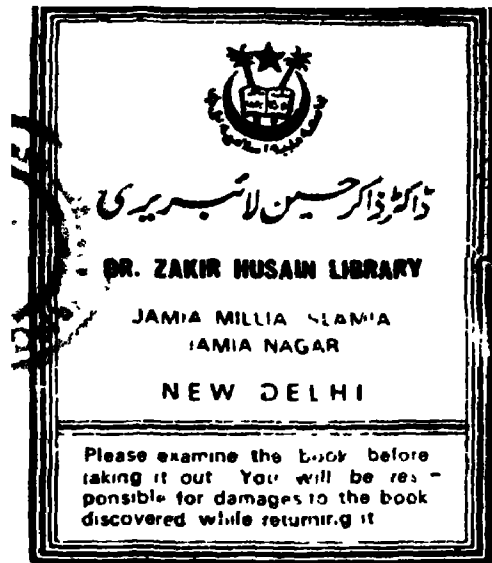 ڈاکٹر ذاکر حسین لائبریری
DR. ZAKIR HUSAIN LIBRARY
JAMIA MILLIA ISLAMIA
JAMIA NAGAR
NEW DELHI
Please examine the book before
taking it out You will be res-
ponsible for damages to the book
discovered while returning it